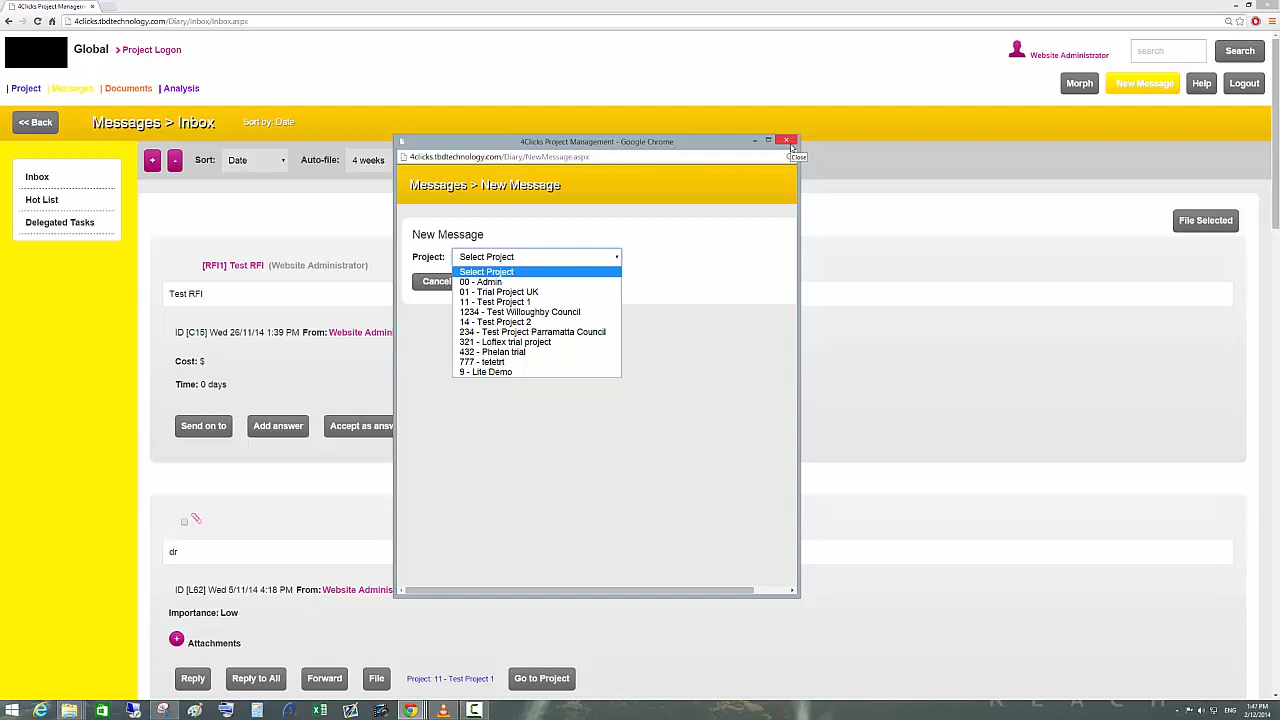 4Clicks Project Managemen
4clicks.tbdtechnology.com/Diary/Inbox/Inbox.aspx
Global > Project Logon
Website Administrator
search
Search
| Project | Messages | Documents | Analysis
Morph
New Message
Help
Logout
<< Back
Messages > Inbox
Sort by: Date
Inbox
Hot List
Delegated Tasks
+
-
Sort:
Date
Auto-file:
4 weeks
File Selected
[RFI1] Test RFI (Website Administrator)
Test RFI
ID [C15] Wed 26/11/14 1:39 PM From: Website Admin
Cost: $
Time: 0 days
Send on to
Add answer
Accept as answ
dr
ID [L62] Wed 5/11/14 4:18 PM From: Website Adminis
Importance: Low
+ Attachments
Reply
Reply to All
Forward
File
Project: 11 - Test Project 1
Go to Project
4Clicks Project Management - Google Chrome
4clicks.tbdtechnology.com/Diary/NewMessage.aspx
Close
Messages > New Message
New Message
Project:
Select Project
Cancel
Select Project
00 - Admin
01 - Trial Project UK
11 - Test Project 1
1234 - Test Willoughby Council
14 - Test Project 2
234 - Test Project Parramatta Council
321 - Loftex trial project
432 - Phelan trial
777 - tetetrt
9 - Lite Demo
R E A C H
1:47 PM
2/12/2014